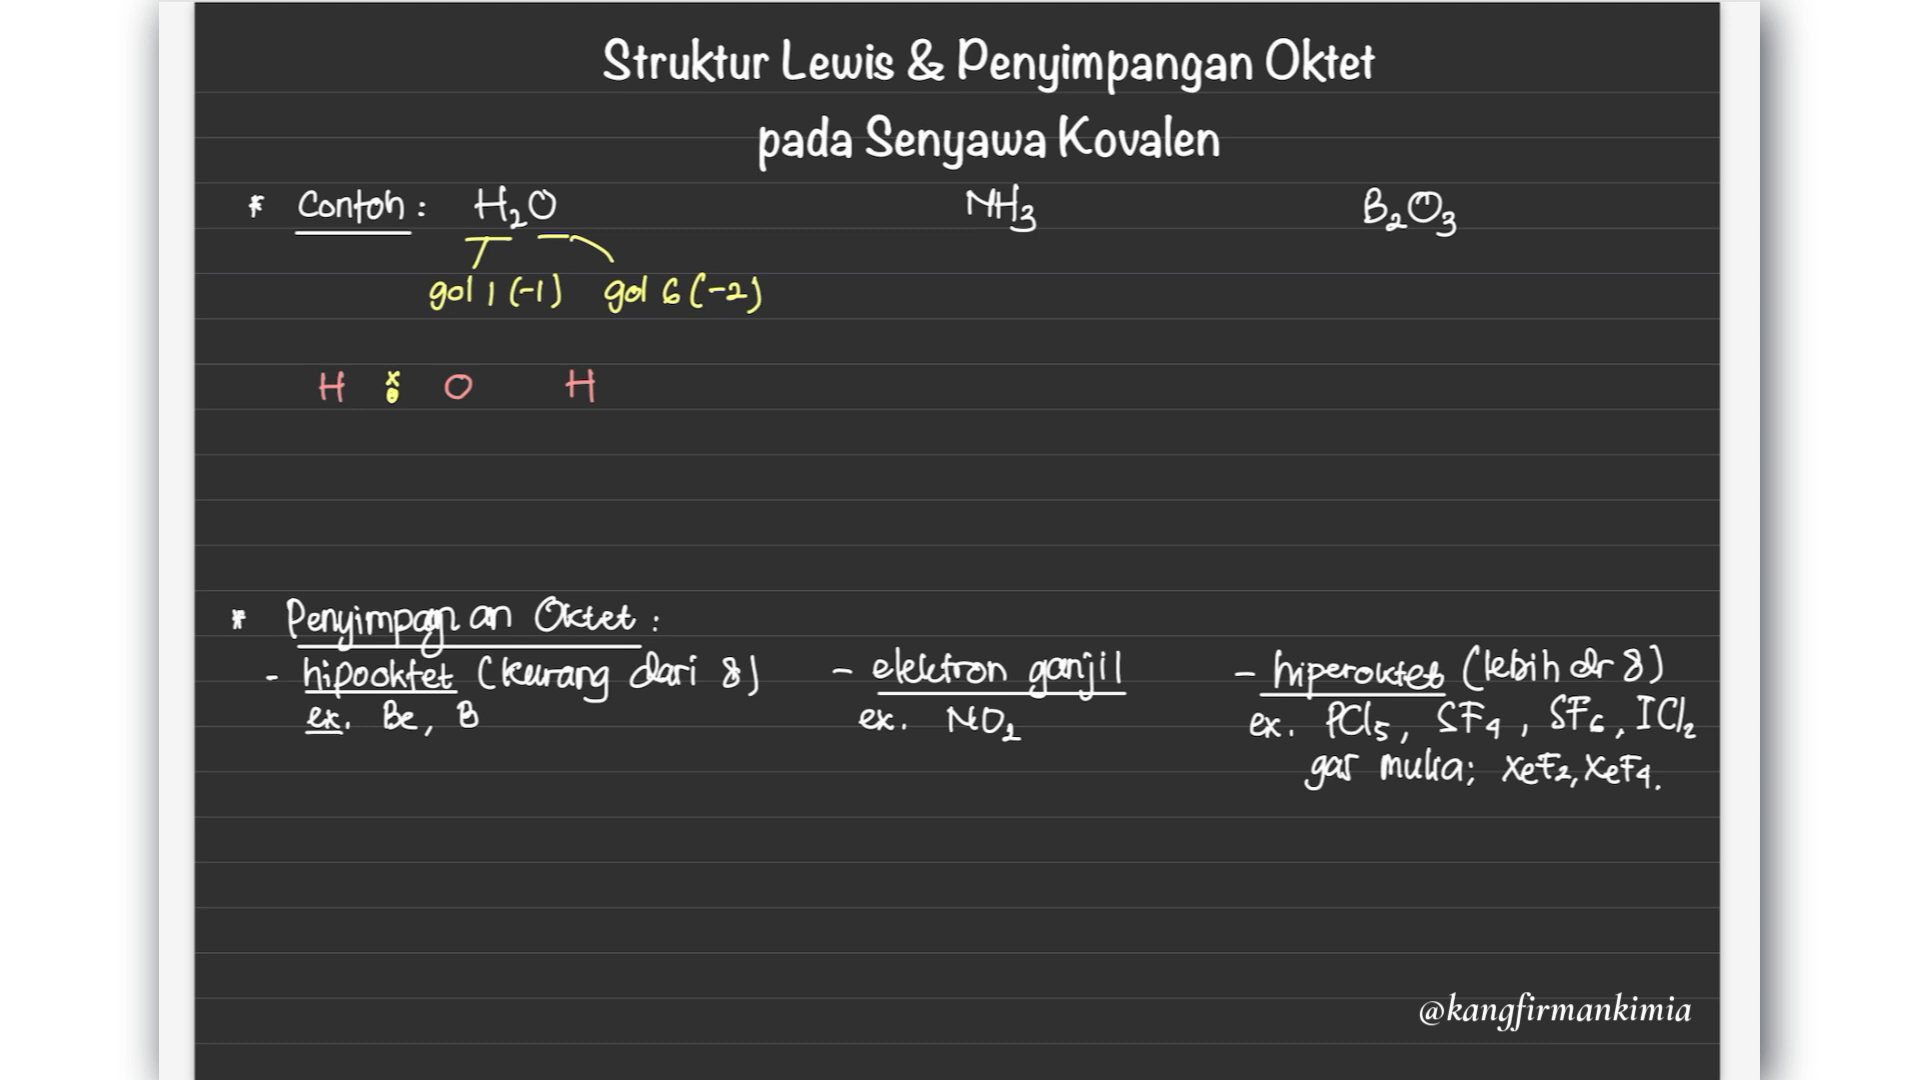 Struktur Lewis & Penyimpangan Oktet
pada Senyawa Kovalen
* Contoh : H₂O NH₃ B₂O₃
gol 1 (-1) gol 6 (-2)
H O H
* Penyimpangan Oktet :
- hipooktet (kurang dari 8)
ex. Be, B
- elektron ganjil
ex. NO₂
- hiperoktet (lebih dr 8)
ex. PCl₅, SF₄, SF₆, ICl₂
gas mulia; XeF₂, XeF₄.
@kangfirmankimia